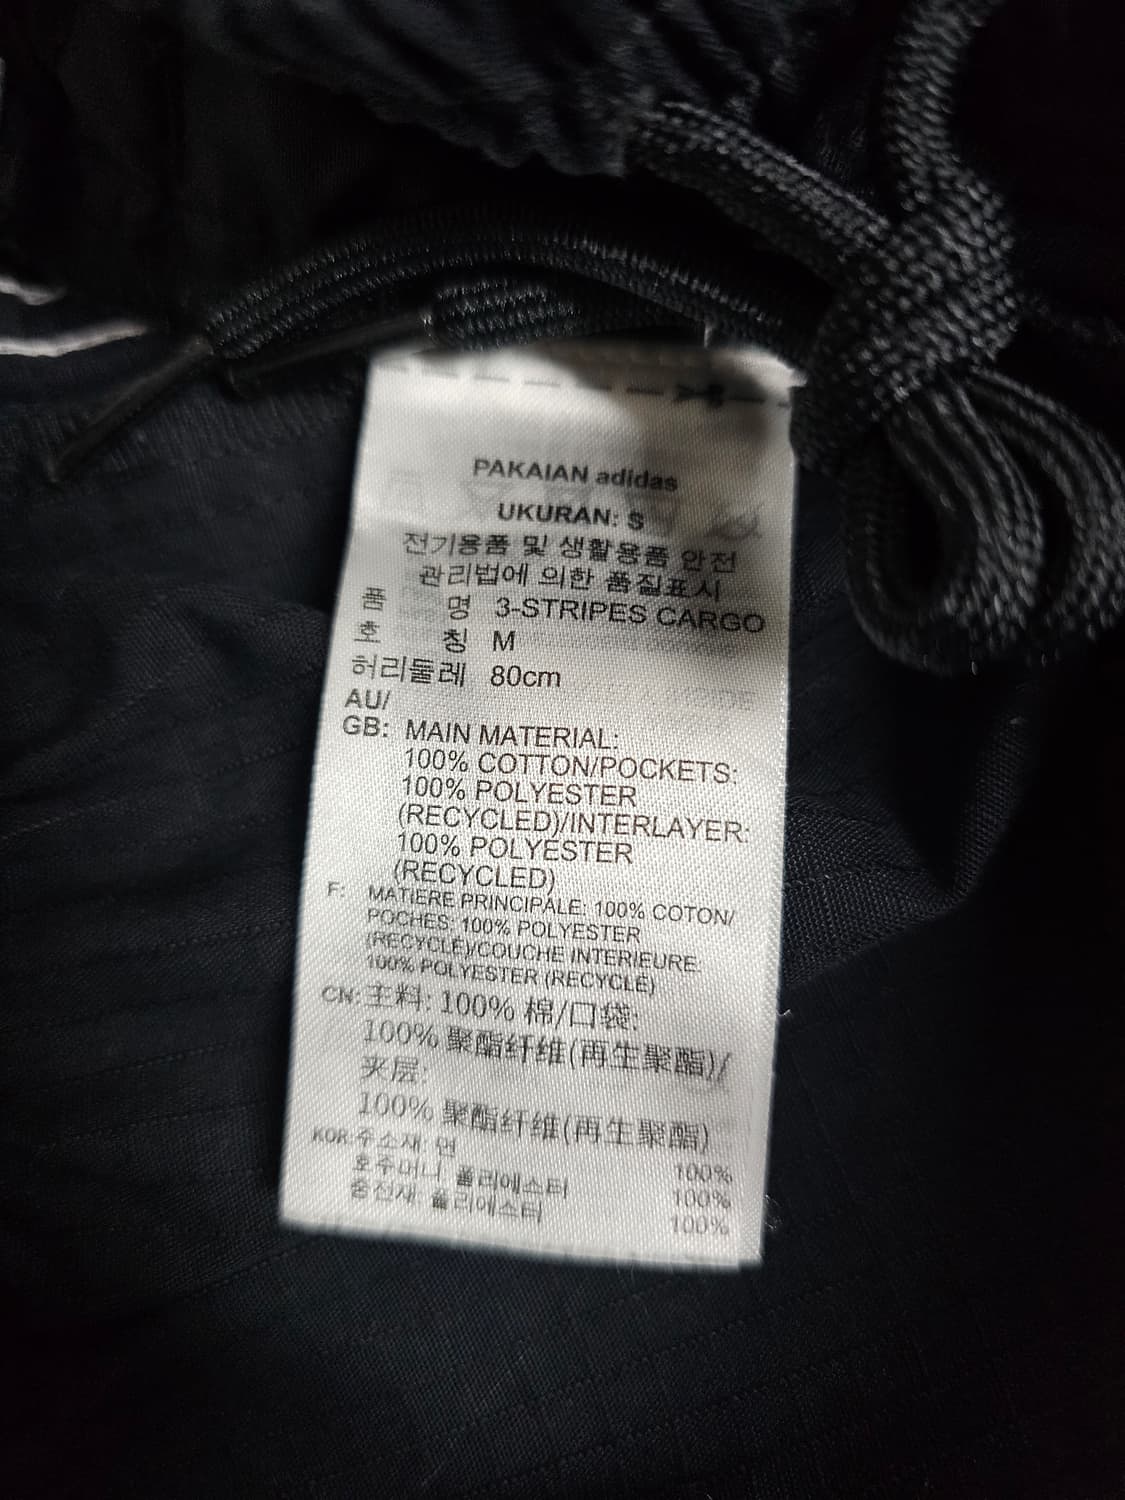 PAKAIAN adidas
UKURAN: S
전기용품 및 생활용품 안전
관리법에 의한 품질표시
품 명 3-STRIPES CARGO
호 칭 M
허리둘레 80cm
AU/
GB: MAIN MATERIAL:
100% COTTON/POCKETS:
100% POLYESTER
(RECYCLED)/INTERLAYER:
100% POLYESTER
(RECYCLED)
F: MATIERE PRINCIPALE: 100% COTON/
POCHES: 100% POLYESTER
(RECYCLÉ)/COUCHE INTERIEURE:
100% POLYESTER (RECYCLÉ)
CN: 主料: 100% 棉/口袋:
100% 聚酯纤维(再生聚酯)/
夹层:
100% 聚酯纤维(再生聚酯)
KOR: 주소재: 면 100%
호주머니: 폴리에스터 100%
충전재: 폴리에스터 100%